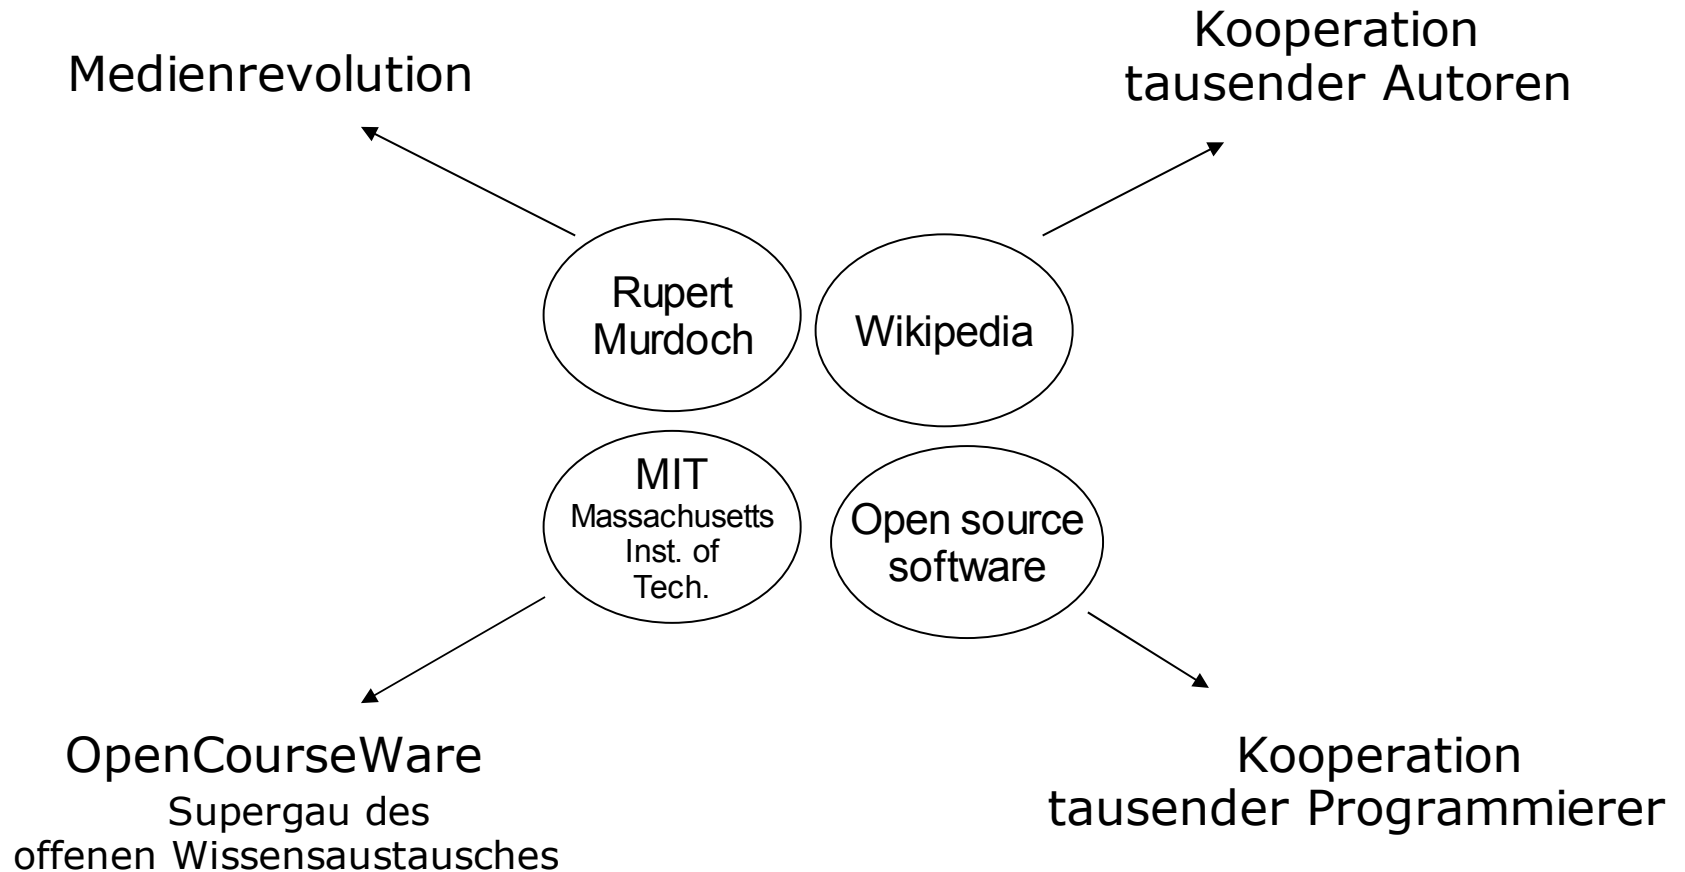 Medienrevolution
Kooperation
tausender Autoren
Rupert
Murdoch
Wikipedia
MIT
Massachusetts
Inst. of
Tech.
Open source
software
OpenCourseWare
Supergau des
offenen Wissensaustausches
Kooperation
tausender Programmierer